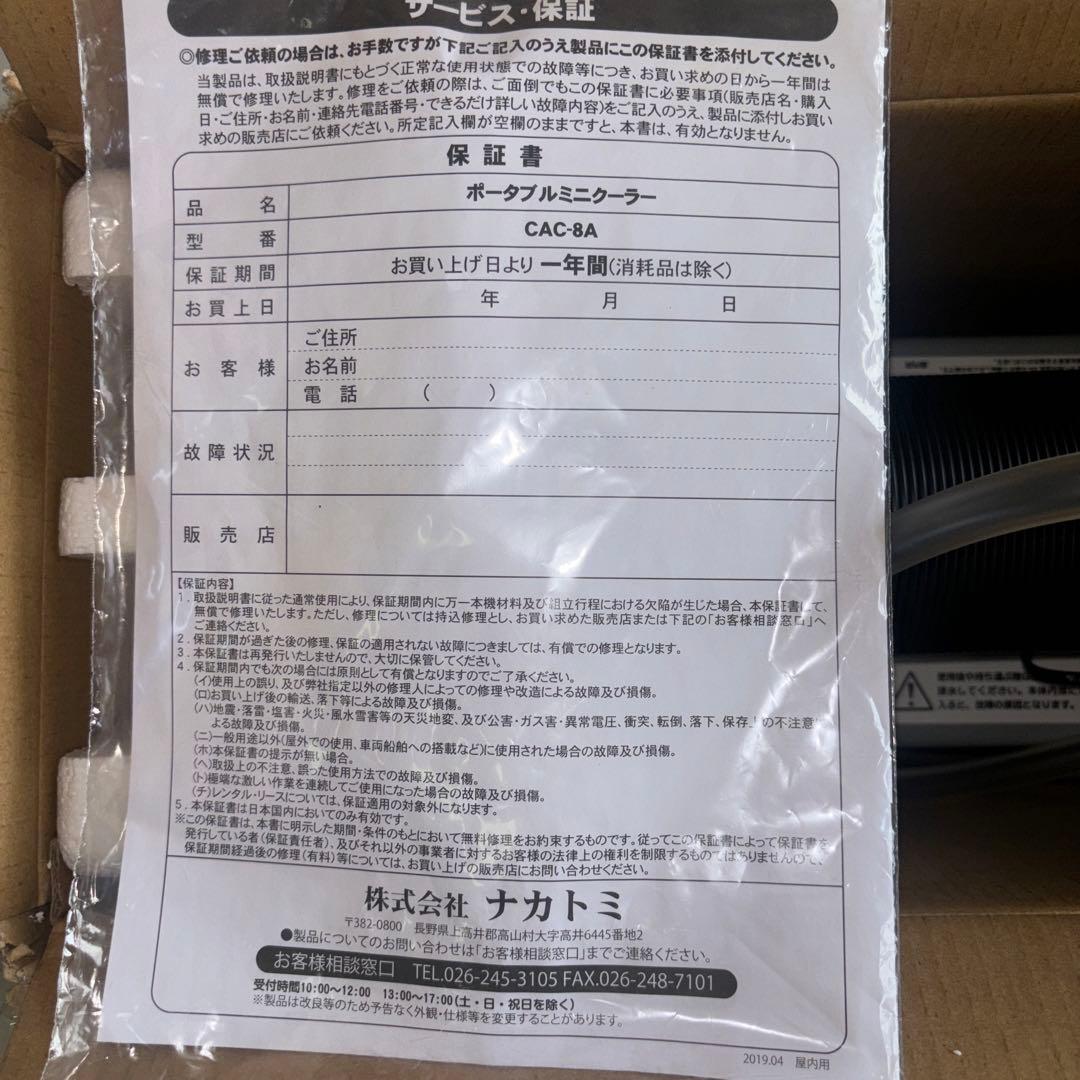 サービス・保証
◎修理ご依頼の場合は、お手数ですが下記ご記入のうえ製品にこの保証書を添付してください。
当製品は、取扱説明書にもとづく正常な使用状態での故障等につき、お買い求めの日から一年間は
無償で修理いたします。修理をご依頼の際は、ご面倒でもこの保証書に必要事項(販売店名・購入
日・ご住所・お名前・連絡先電話番号・できるだけ詳しい故障内容)をご記入のうえ、製品に添付しお買い
求めの販売店にご依頼ください。所定記入欄が空欄のままですと、本書は、有効となりません。
保証書
品名 ポータブルミニクーラー
型番 CAC-8A
保証期間 お買い上げ日より 一年間(消耗品は除く)
お買上日 年 月 日
お客様 ご住所
お名前
電話 ( )
故障状況
販売店
【保証内容】
1. 取扱説明書に従った通常使用により、保証期間内に万一本機材料及び組立行程における欠陥が生じた場合、本保証書にて、
無償で修理いたします。ただし、修理については持込修理とし、お買い求めた販売店または下記の「お客様相談窓口」へ
ご連絡ください。
2. 保証期間が過ぎた後の修理、保証の適用されない故障につきましては、有償での修理となります。
3. 本保証書は再発行いたしませんので、大切に保管してください。
4. 保証期間内でも次の場合には原則として有償となりますのでご了承ください。
(イ)使用上の誤り、及び弊社指定以外の修理人によっての修理や改造による故障及び損傷。
(ロ)お買い上げ後の輸送、落下等による故障及び損傷。
(ハ)地震・落雷・塩害・火災・風水雪害等の天災地変、及び公害・ガス害・異常電圧、衝突、転倒、落下、保存上の不注意に
よる故障及び損傷。
(ニ)一般用途以外(屋外での使用、車両船舶への搭載など)に使用された場合の故障及び損傷。
(ホ)本保証書の提示が無い場合。
(ヘ)取扱上の不注意、誤った使用方法での故障及び損傷。
(ト)極端な激しい作業を連続してご使用になった場合の故障及び損傷。
(チ)レンタル・リースについては、保証適用の対象外になります。
5. 本保証書は日本国内においてのみ有効です。
※この保証書は、本書に明示した期間・条件のもとにおいて無料修理をお約束するものです。従ってこの保証書によって保証書を
発行している者(保証責任者)、及びそれ以外の事業者に対するお客様の法律上の権利を制限するものではありませんので、
保証期間経過後の修理(有料)等については、お買い上げの販売店にお問い合わせください。
株式会社 ナカトミ
〒382-0800 長野県上高井郡高山村大字高井6445番地2
●製品についてのお問い合わせは「お客様相談窓口」までご連絡ください。
お客様相談窓口 TEL.026-245-3105 FAX.026-248-7101
受付時間10:00～12:00 13:00～17:00(土・日・祝日を除く)
※製品は改良等のため予告なく外観・仕様等を変更することがあります。
2019.04 屋内用